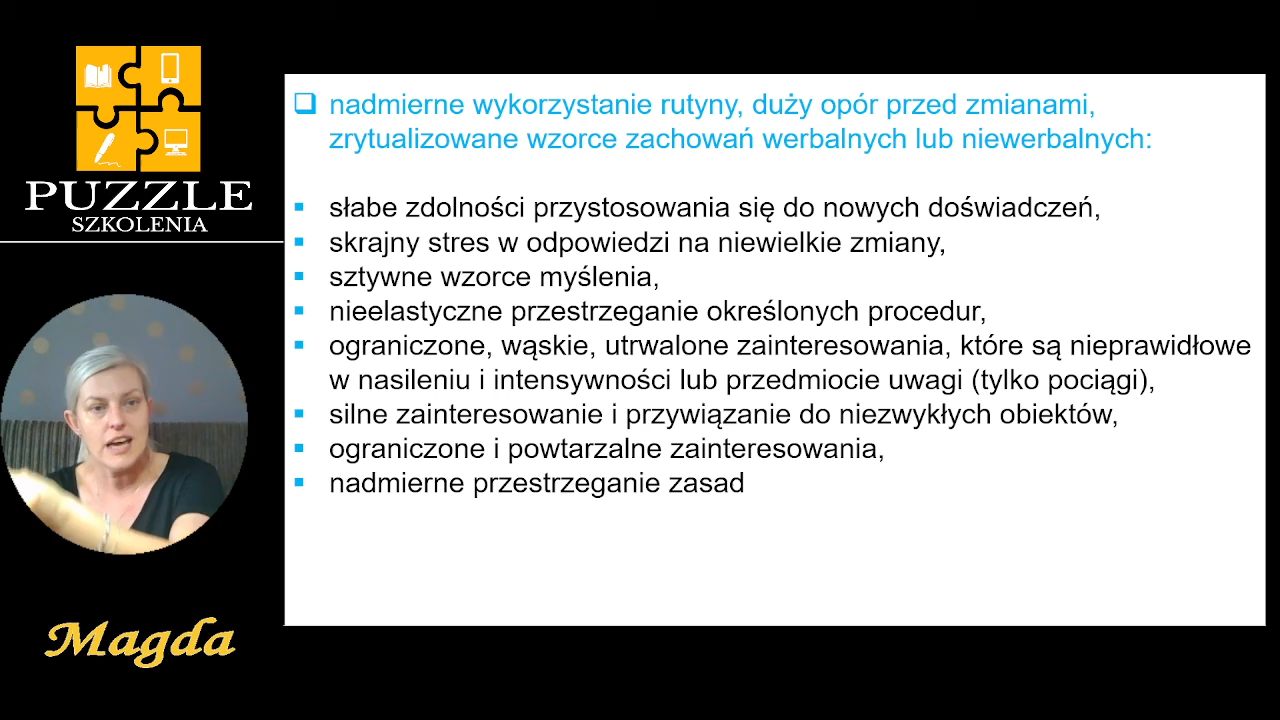 PUZZLE
SZKOLENIA
Magda
nadmierne wykorzystanie rutyny, duży opór przed zmianami,
zrytualizowane wzorce zachowań werbalnych lub niewerbalnych:
słabe zdolności przystosowania się do nowych doświadczeń,
skrajny stres w odpowiedzi na niewielkie zmiany,
sztywne wzorce myślenia,
nieelastyczne przestrzeganie określonych procedur,
ograniczone, wąskie, utrwalone zainteresowania, które są nieprawidłowe
w nasileniu i intensywności lub przedmiocie uwagi (tylko pociągi),
silne zainteresowanie i przywiązanie do niezwykłych obiektów,
ograniczone i powtarzalne zainteresowania,
nadmierne przestrzeganie zasad